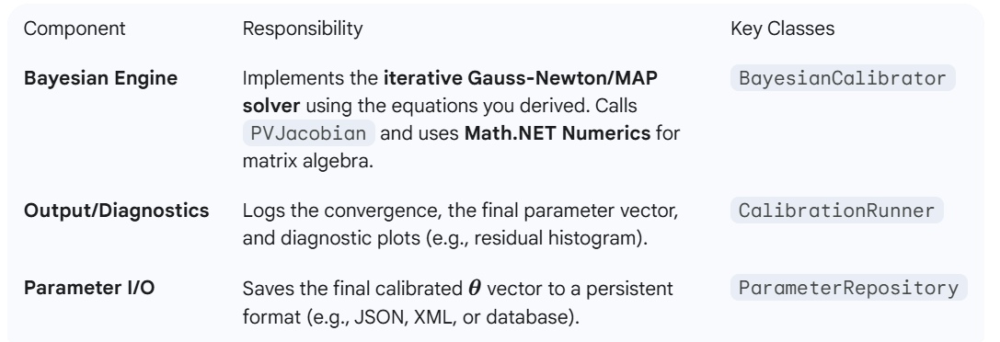 Component Responsibility Key Classes
Bayesian Engine Implements the iterative Gauss-Newton/MAP BayesianCalibrator
solver using the equations you derived. Calls
PVJacobian and uses Math.NET Numerics for
matrix algebra.
Output/Diagnostics Logs the convergence, the final parameter vector, CalibrationRunner
and diagnostic plots (e.g., residual histogram).
Parameter I/O Saves the final calibrated θ vector to a persistent ParameterRepository
format (e.g., JSON, XML, or database).